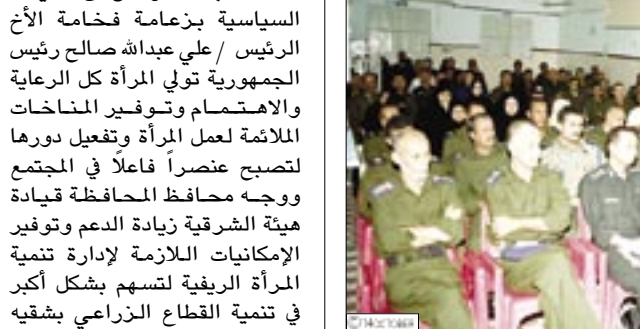 السياسية بزعامة فخامة الأخ
الرئيس / علي عبدالله صالح رئيس
الجمهورية تولي المرأة كل الرعاية
والاهتمام وتوفير المناخات
الملائمة لعمل المرأة وتفعيل دورها
لتصبح عنصراً فاعلاً في المجتمع
ووجه محافظ المحافظة قيادة
هيئة الشرقية زيادة الدعم وتوفير
الإمكانيات اللازمة لإدارة تنمية
المرأة الريفية لتسهم بشكل أكبر
في تنمية القطاع الزراعي بشقيه
©14OCTOBER